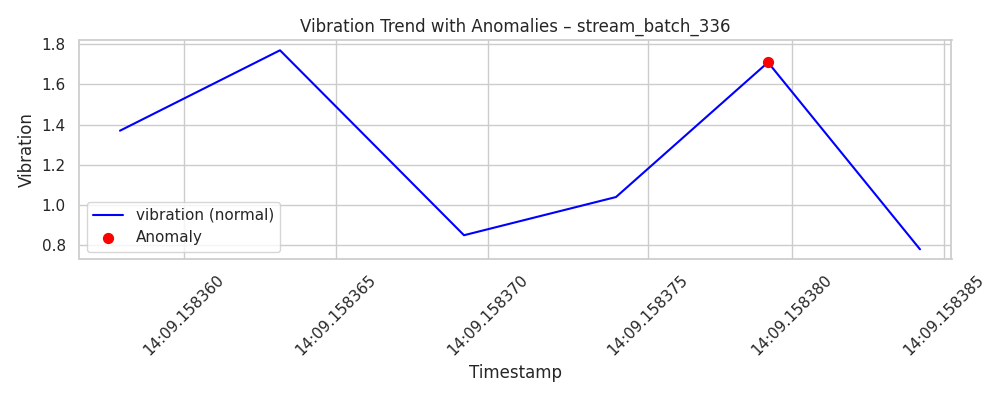 Vibration Trend with Anomalies – stream_batch_336
Vibration
1.8
1.6
1.4
1.2
1.0
0.8
vibration (normal)
Anomaly
14:09.158360
14:09.158365
14:09.158370
14:09.158375
14:09.158380
14:09.158385
Timestamp